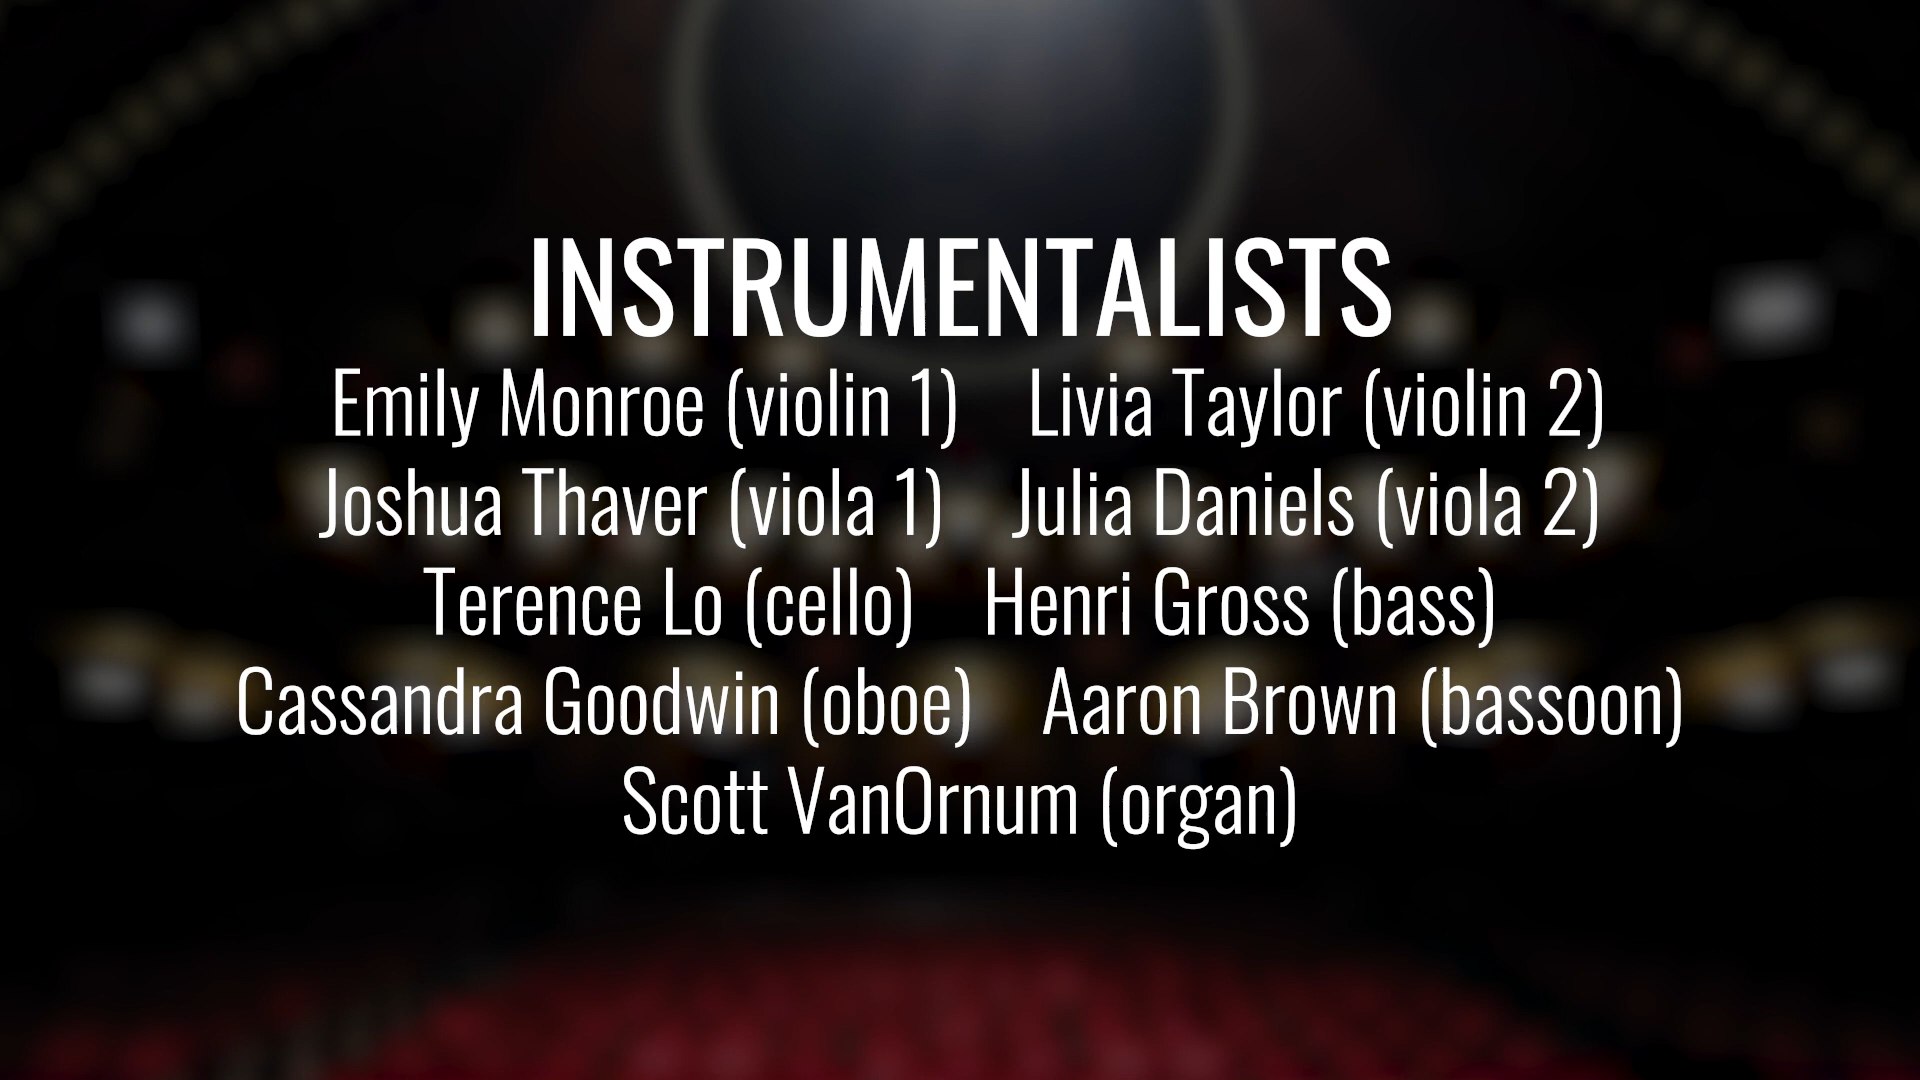 INSTRUMENTALISTS
Emily Monroe (violin 1)    Livia Taylor (violin 2)
Joshua Thaver (viola 1)    Julia Daniels (viola 2)
Terence Lo (cello)    Henri Gross (bass)
Cassandra Goodwin (oboe)    Aaron Brown (bassoon)
Scott VanOrnum (organ)